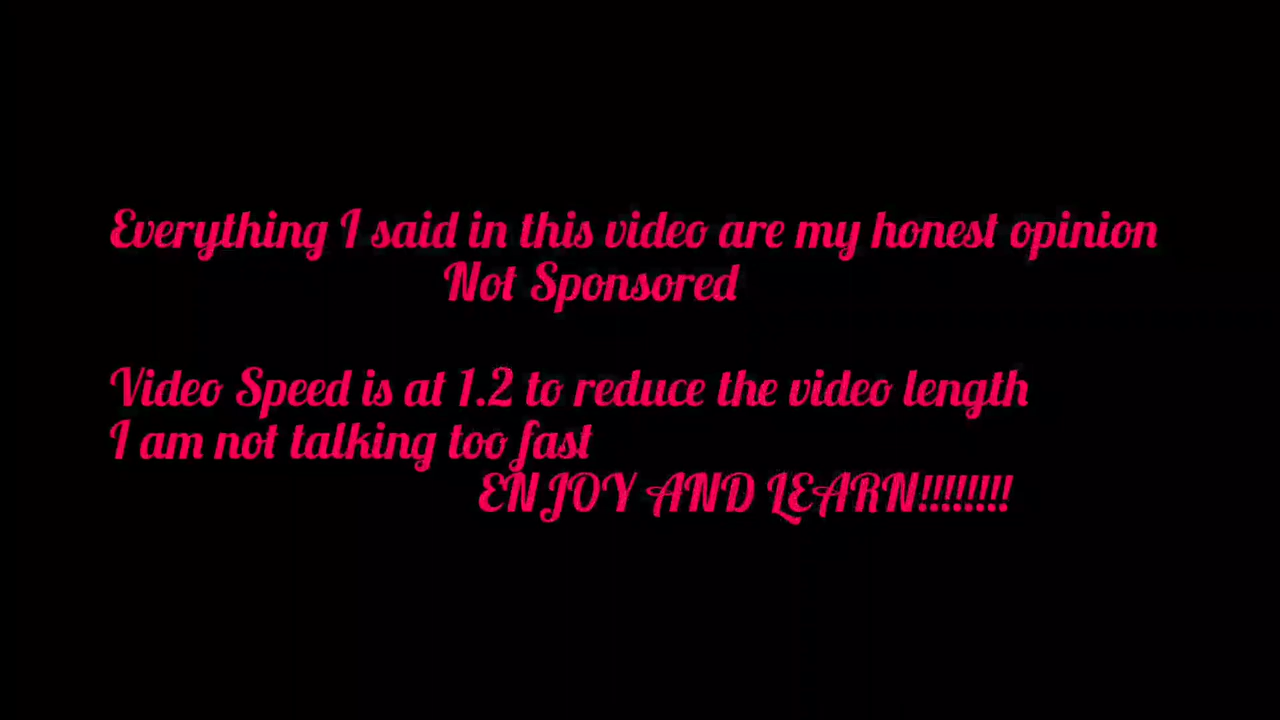 Everything I said in this video are my honest opinion
Not Sponsored
Video Speed is at 1.2 to reduce the video length
I am not talking too fast
ENJOY AND LEARN!!!!!!!!